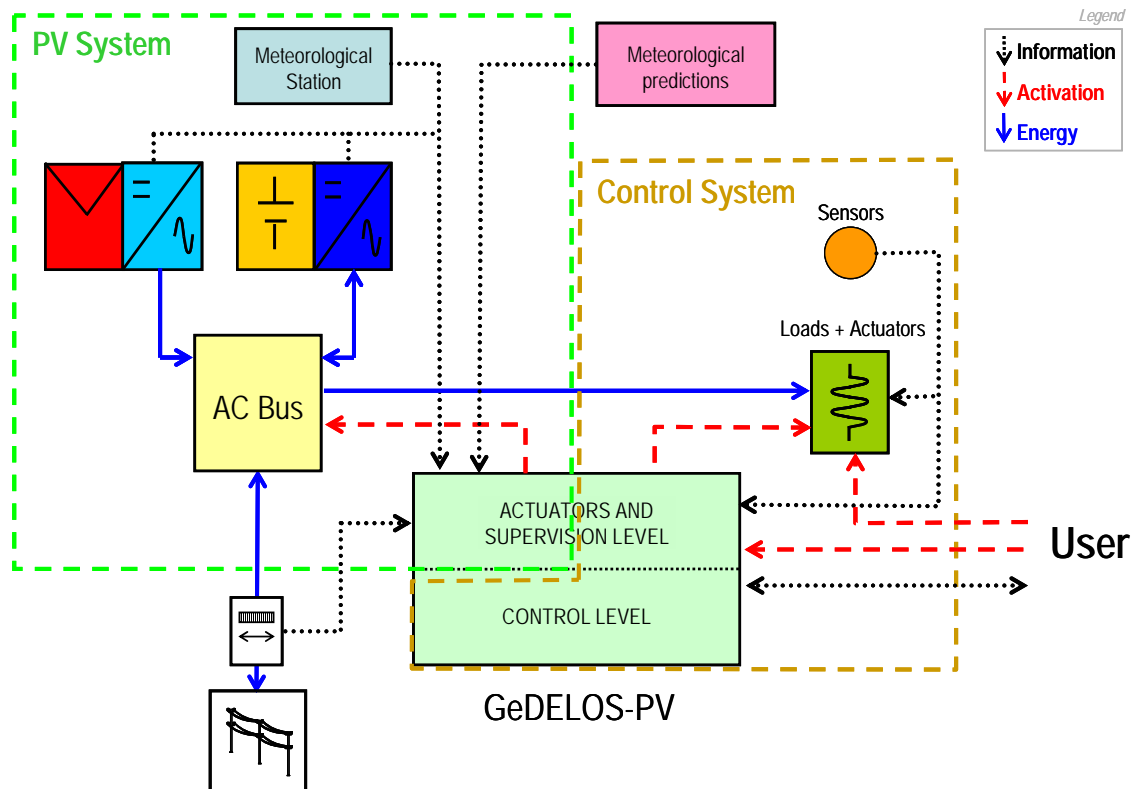 Legend
PV System
Meteorological
Station
Meteorological
predictions
Information
Activation
Energy
Control System
Sensors
Loads + Actuators
AC Bus
ACTUATORS AND
SUPERVISION LEVEL
User
CONTROL LEVEL
GeDELOS-PV